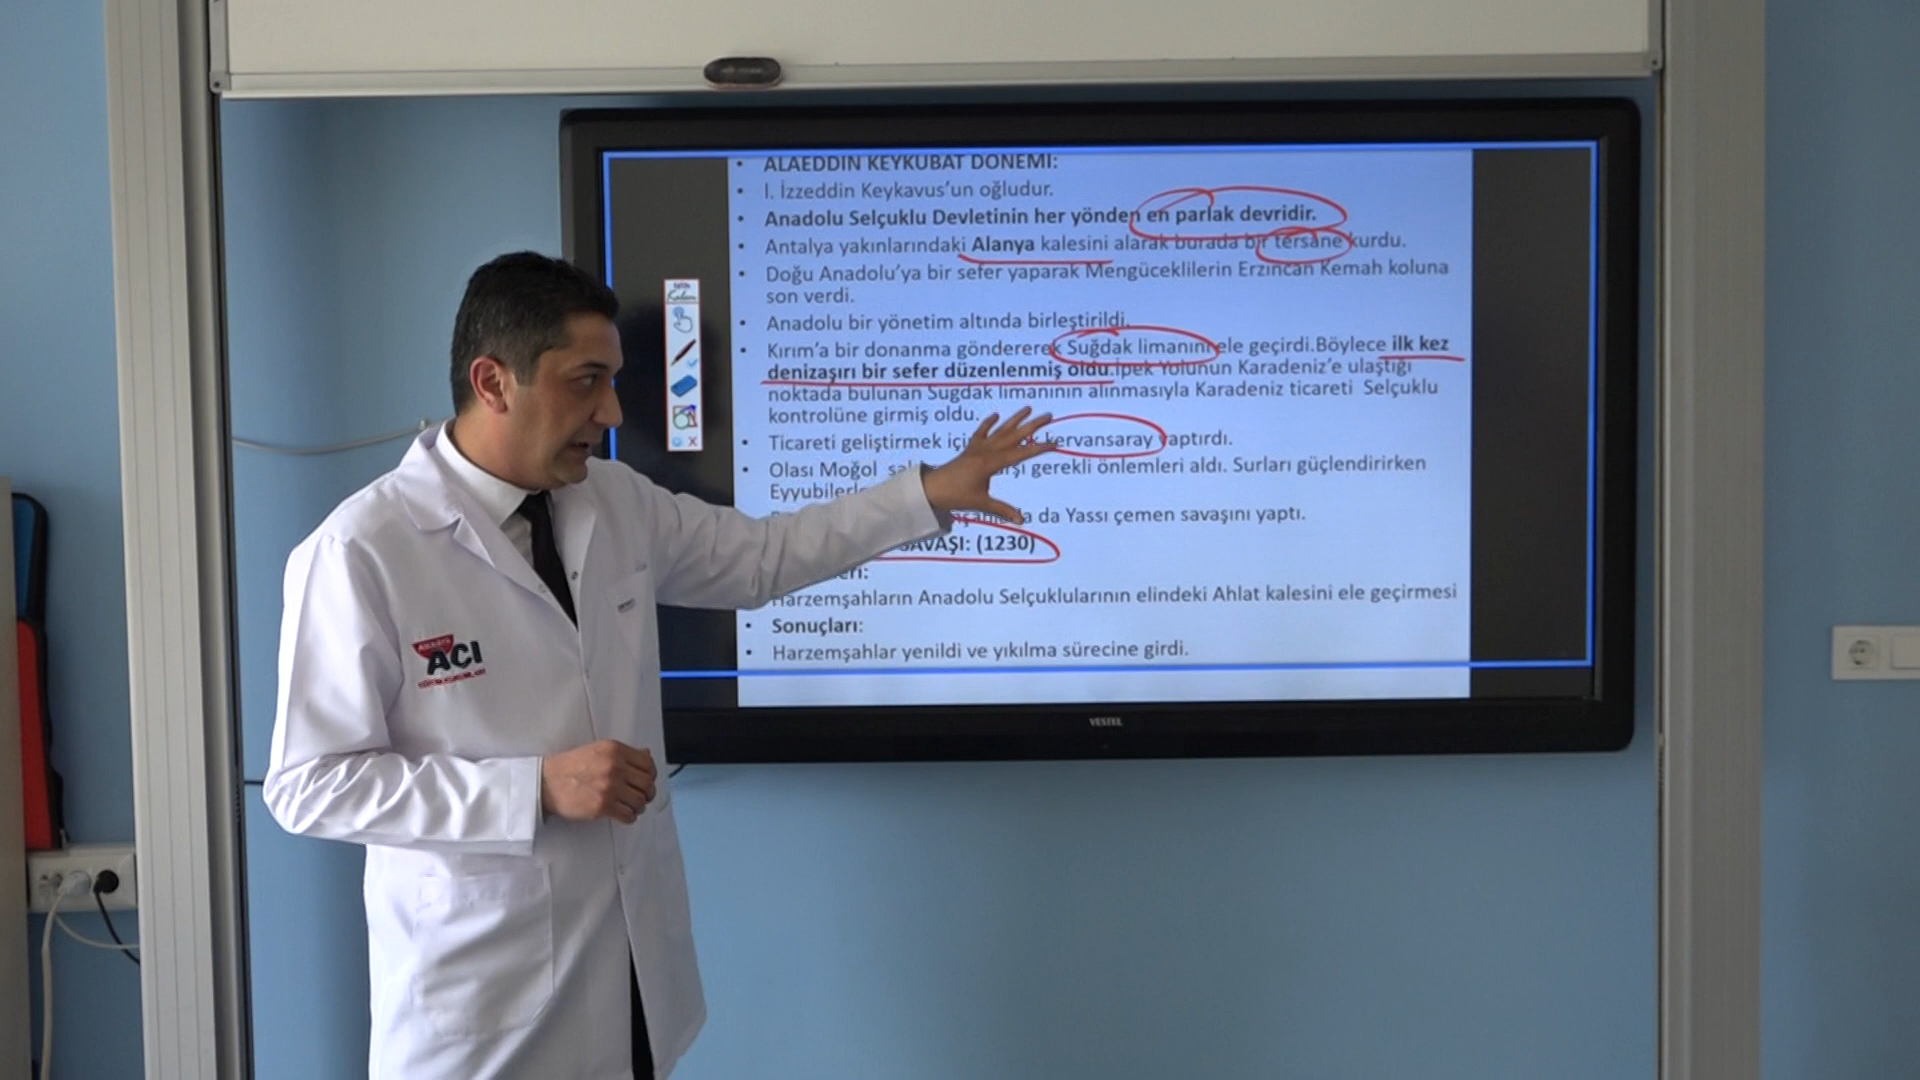 ALAEDDİN KEYKUBAT DÖNEMİ:
I. İzzeddin Keykavus'un oğludur.
Anadolu Selçuklu Devletinin her yönden en parlak devridir.
Antalya yakınlarındaki Alanya kalesini alarak burada bir tersane kurdu.
Doğu Anadolu'ya bir sefer yaparak Mengüceklilerin Erzincan Kemah koluna
son verdi.
Anadolu bir yönetim altında birleştirildi.
Kırım'a bir donanma göndererek Suğdak limanını ele geçirdi.Böylece ilk kez
denizaşırı bir sefer düzenlenmiş oldu.İpek Yolunun Karadeniz'e ulaştığı
noktada bulunan Sugdak limanının alınmasıyla Karadeniz ticareti Selçuklu
kontrolüne girmiş oldu.
Ticareti geliştirmek kervansaray yaptırdı.
Olası Moğol gerekli önlemleri aldı. Surları güçlendirirken
da Yassı çemen savaşını yaptı.
SAVAŞI: (1230)
Harzemşahların Anadolu Selçuklularının elindeki Ahlat kalesini ele geçirmesi
Sonuçları:
Harzemşahlar yenildi ve yıkılma sürecine girdi.
VESTEL
ACI